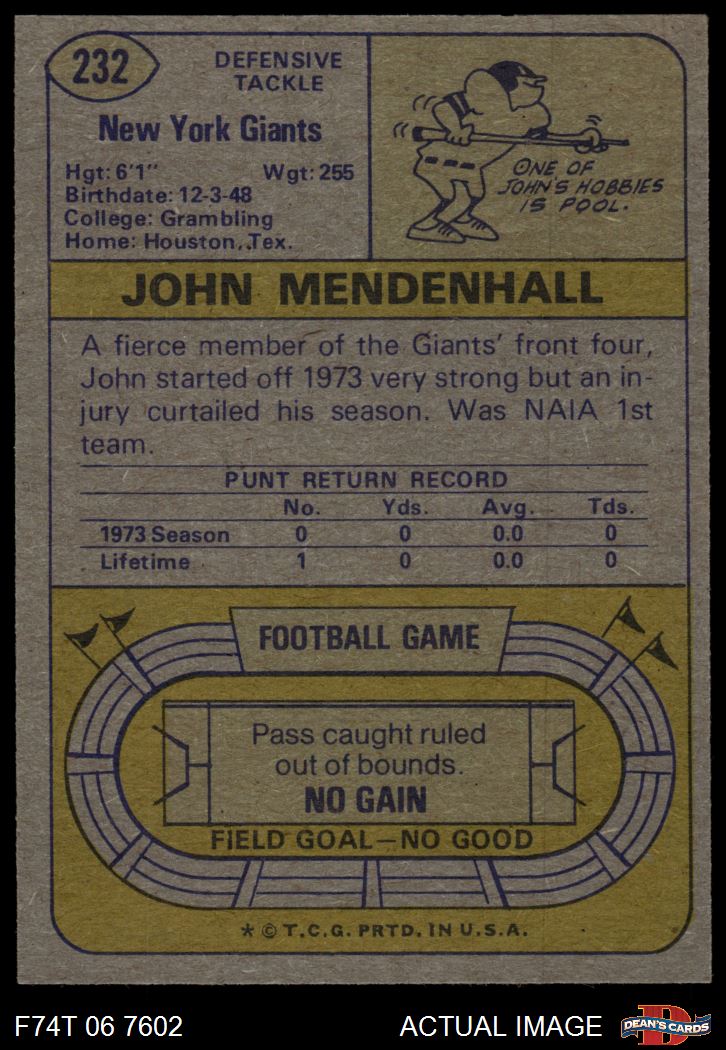 232
DEFENSIVE
TACKLE
New York Giants
Hgt: 6'1" Wgt: 255
Birthdate: 12-3-48
College: Grambling
Home: Houston, Tex.
ONE OF
JOHN'S HOBBIES
IS POOL.
JOHN MENDENHALL
A fierce member of the Giants' front four,
John started off 1973 very strong but an in-
jury curtailed his season. Was NAIA 1st
team.
PUNT RETURN RECORD
No. Yds. Avg. Tds.
1973 Season 0 0 0.0 0
Lifetime 1 0 0.0 0
FOOTBALL GAME
Pass caught ruled
out of bounds.
NO GAIN
FIELD GOAL—NO GOOD
* © T.C.G. PRTD. IN U.S.A.
F74T 06 7602 ACTUAL IMAGE
D
DEAN'S CARDS